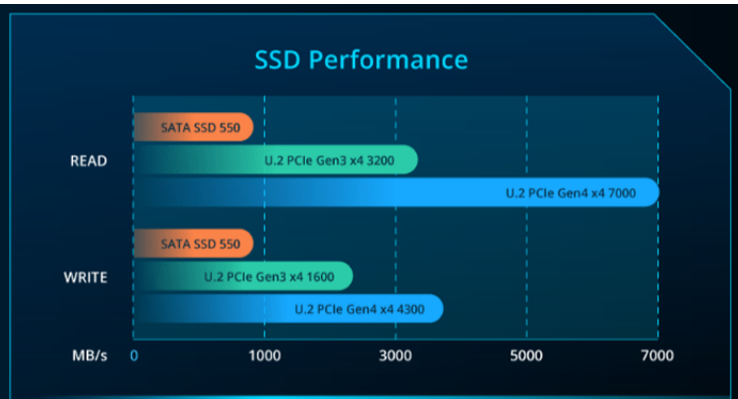 SSD Performance
READ
SATA SSD 550
U.2 PCIe Gen3 x4 3200
U.2 PCIe Gen4 x4 7000
WRITE
SATA SSD 550
U.2 PCIe Gen3 x4 1600
U.2 PCIe Gen4 x4 4300
MB/s 0 1000 3000 5000 7000